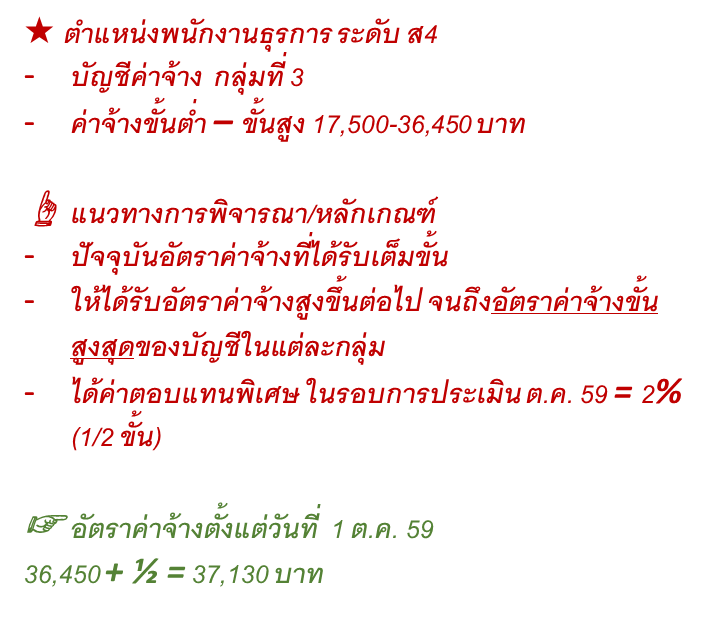 ★ ตำแหน่งพนักงานธุรการ ระดับ ส4
- บัญชีค่าจ้าง กลุ่มที่ 3
- ค่าจ้างขั้นต่ำ – ขั้นสูง 17,500-36,450 บาท
☝ แนวทางการพิจารณา/หลักเกณฑ์
- ปัจจุบันอัตราค่าจ้างที่ได้รับเต็มขั้น
- ให้ได้รับอัตราค่าจ้างสูงขึ้นต่อไป จนถึงอัตราค่าจ้างขั้น
สูงสุดของบัญชีในแต่ละกลุ่ม
- ได้ค่าตอบแทนพิเศษ ในรอบการประเมิน ต.ค. 59 = 2%
(1/2 ขั้น)
☞ อัตราค่าจ้างตั้งแต่วันที่ 1 ต.ค. 59
36,450 + ½ = 37,130 บาท